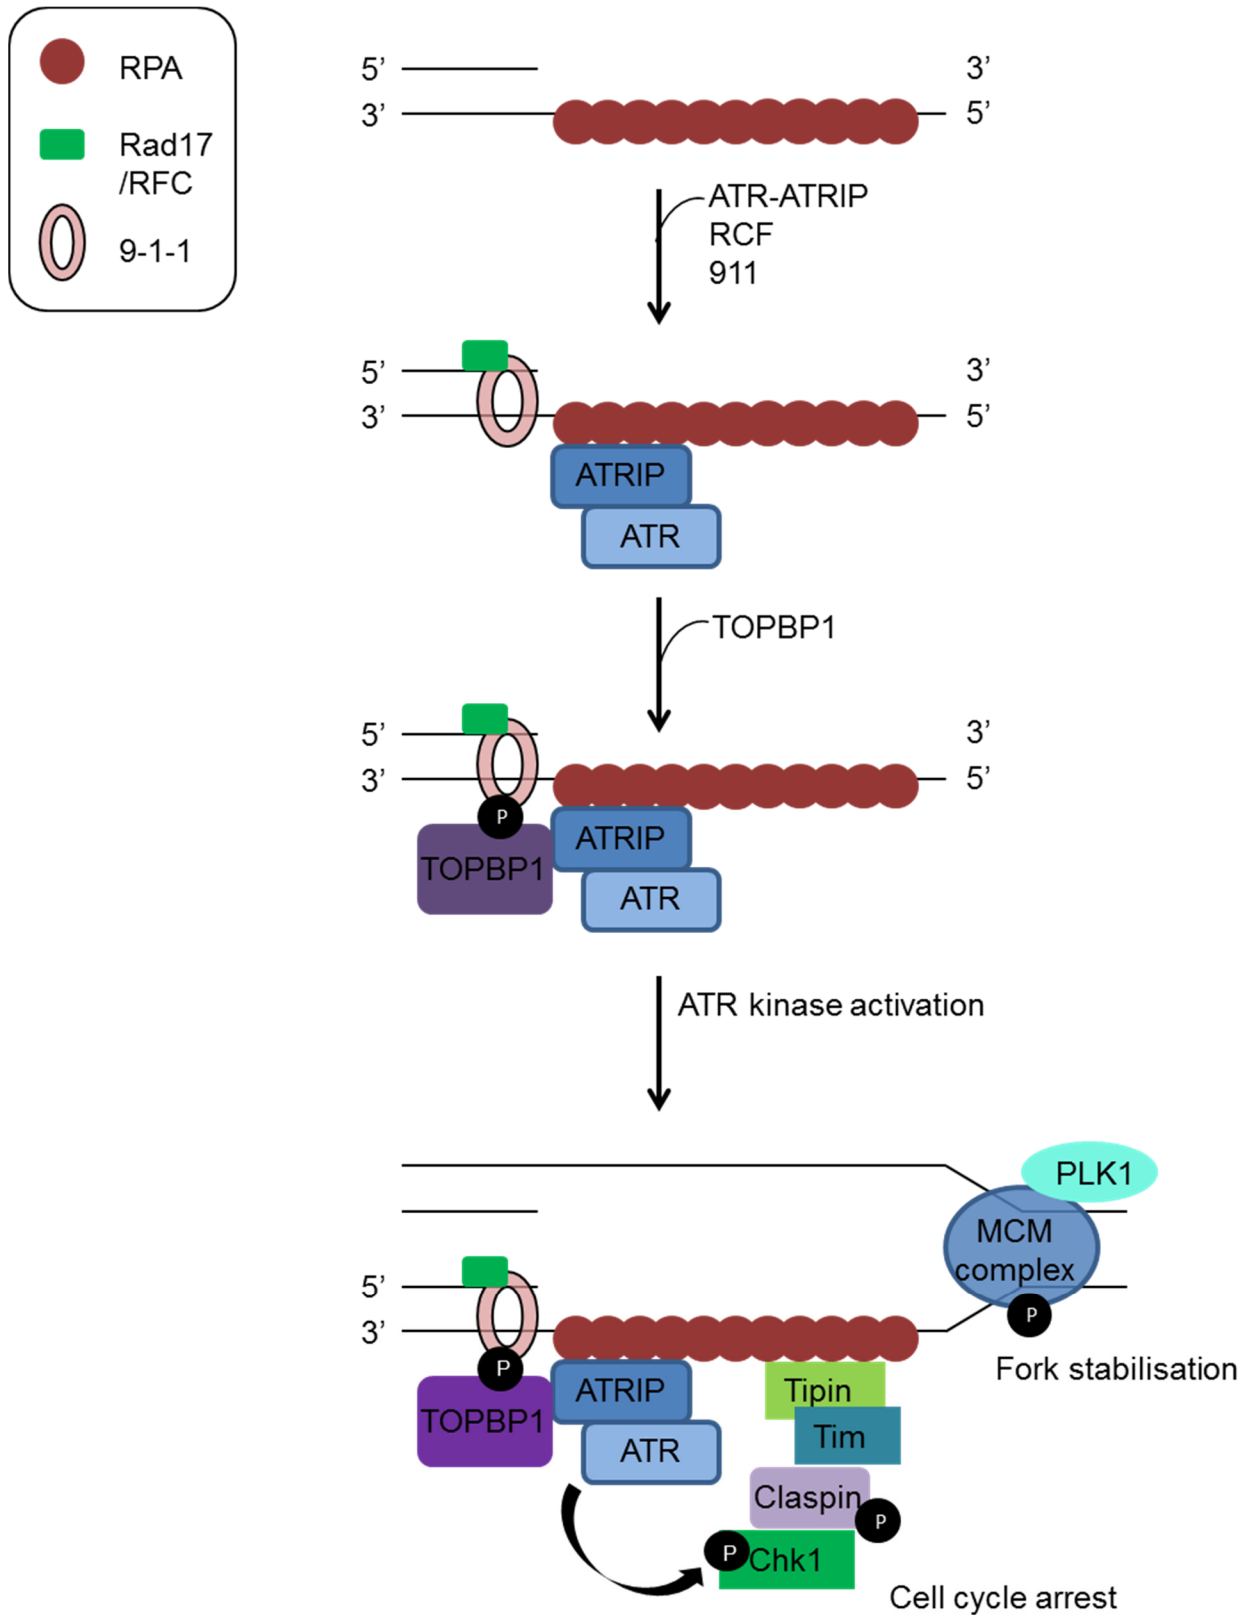 RPA
Rad17
/RFC
9-1-1
5’
3’
3’
5’
ATR-ATRIP
RCF
911
5’
3’
3’
5’
ATRIP
ATR
TOPBP1
5’
3’
3’
5’
P
TOPBP1
ATRIP
ATR
ATR kinase activation
PLK1
MCM
complex
P
Fork stabilisation
5’
3’
P
TOPBP1
ATRIP
ATR
Tipin
Tim
Claspin
P
P
Chk1
Cell cycle arrest